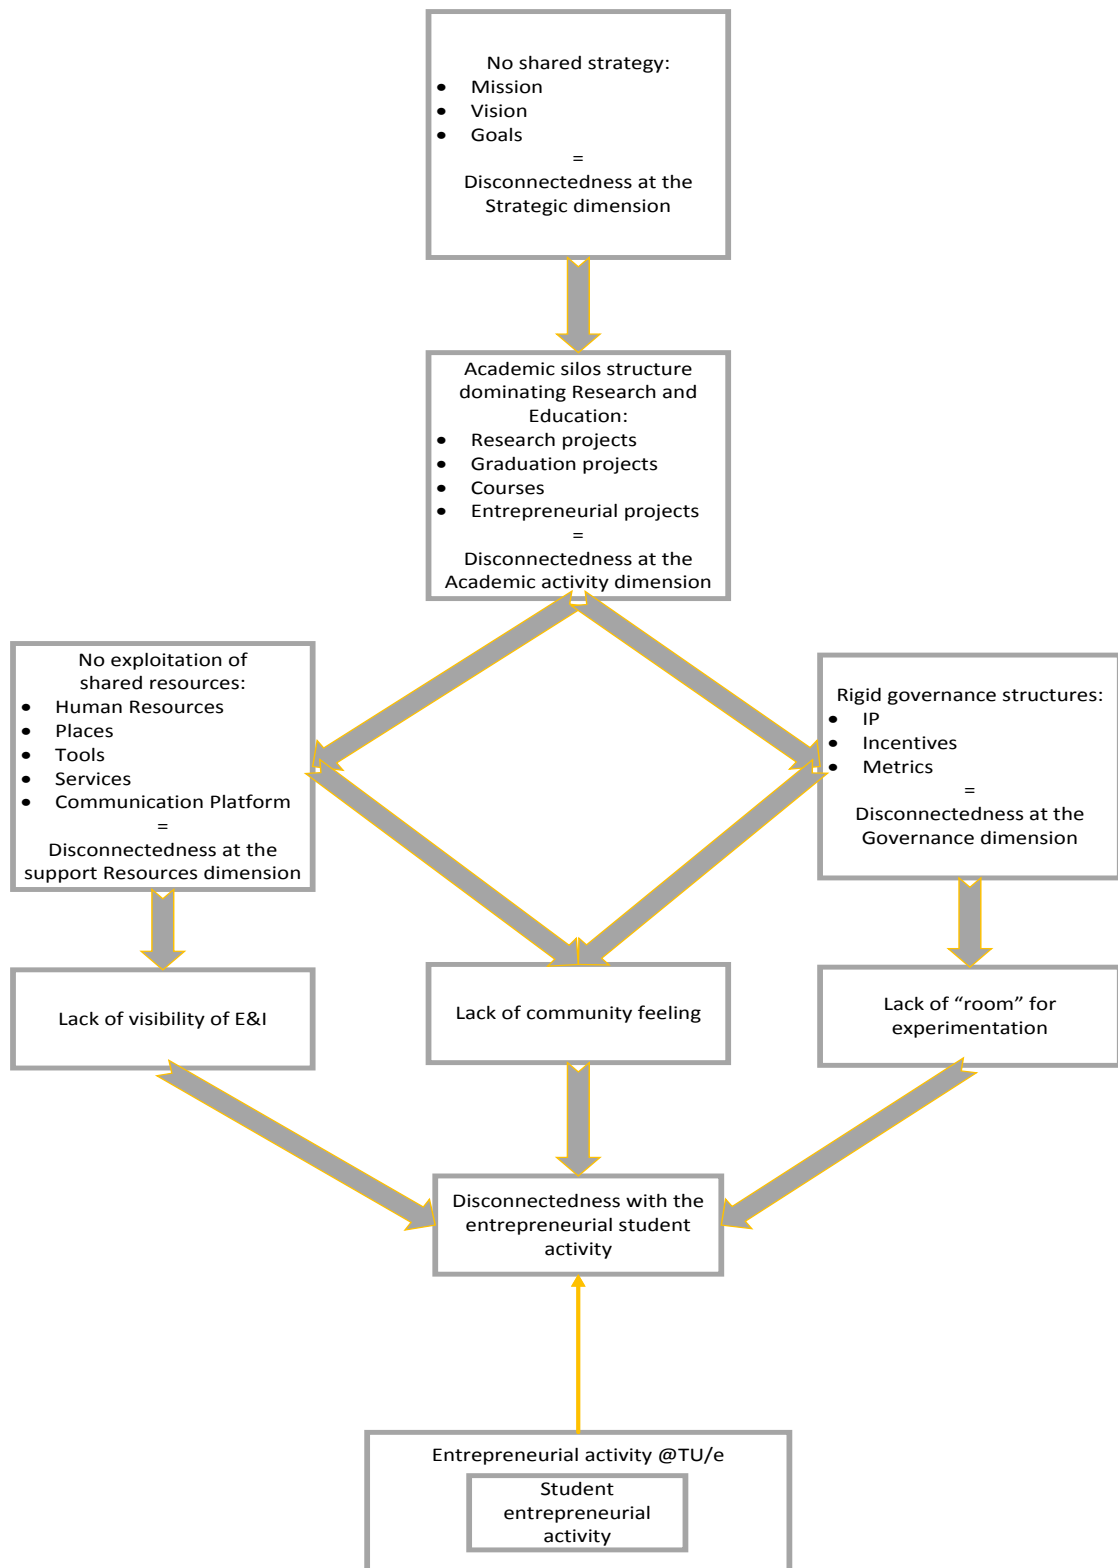 No shared strategy:
• Mission
• Vision
• Goals
=
Disconnectedness at the
Strategic dimension
Academic silos structure
dominating Research and
Education:
• Research projects
• Graduation projects
• Courses
• Entrepreneurial projects
=
Disconnectedness at the
Academic activity dimension
No exploitation of
shared resources:
• Human Resources
• Places
• Tools
• Services
• Communication Platform
=
Disconnectedness at the
support Resources dimension
Rigid governance structures:
• IP
• Incentives
• Metrics
=
Disconnectedness at the
Governance dimension
Lack of visibility of E&I
Lack of community feeling
Lack of “room” for
experimentation
Disconnectedness with the
entrepreneurial student
activity
Entrepreneurial activity @TU/e
Student
entrepreneurial
activity